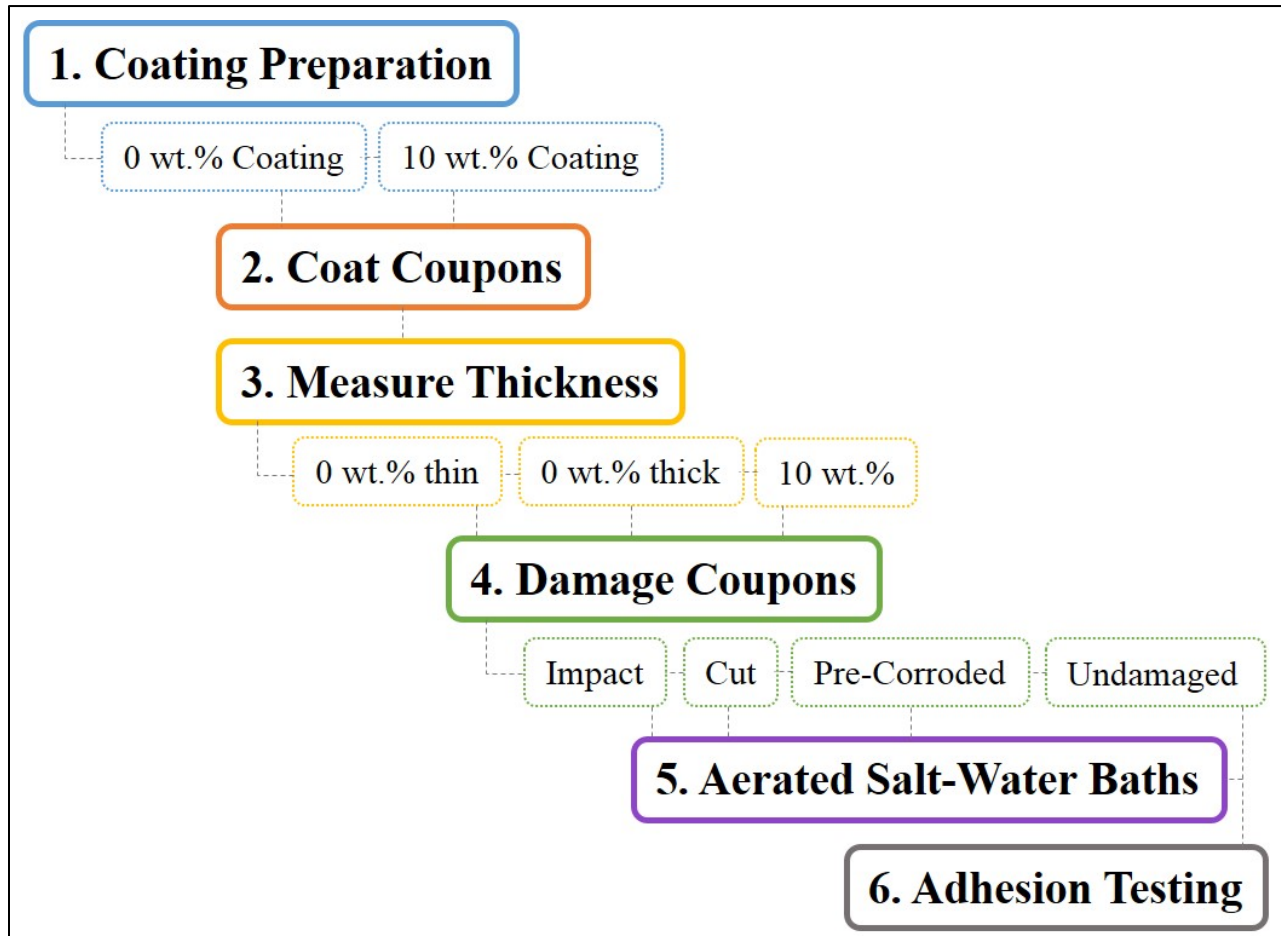 1. Coating Preparation
0 wt.% Coating
10 wt.% Coating
2. Coat Coupons
3. Measure Thickness
0 wt.% thin
0 wt.% thick
10 wt.%
4. Damage Coupons
Impact
Cut
Pre-Corroded
Undamaged
5. Aerated Salt-Water Baths
6. Adhesion Testing